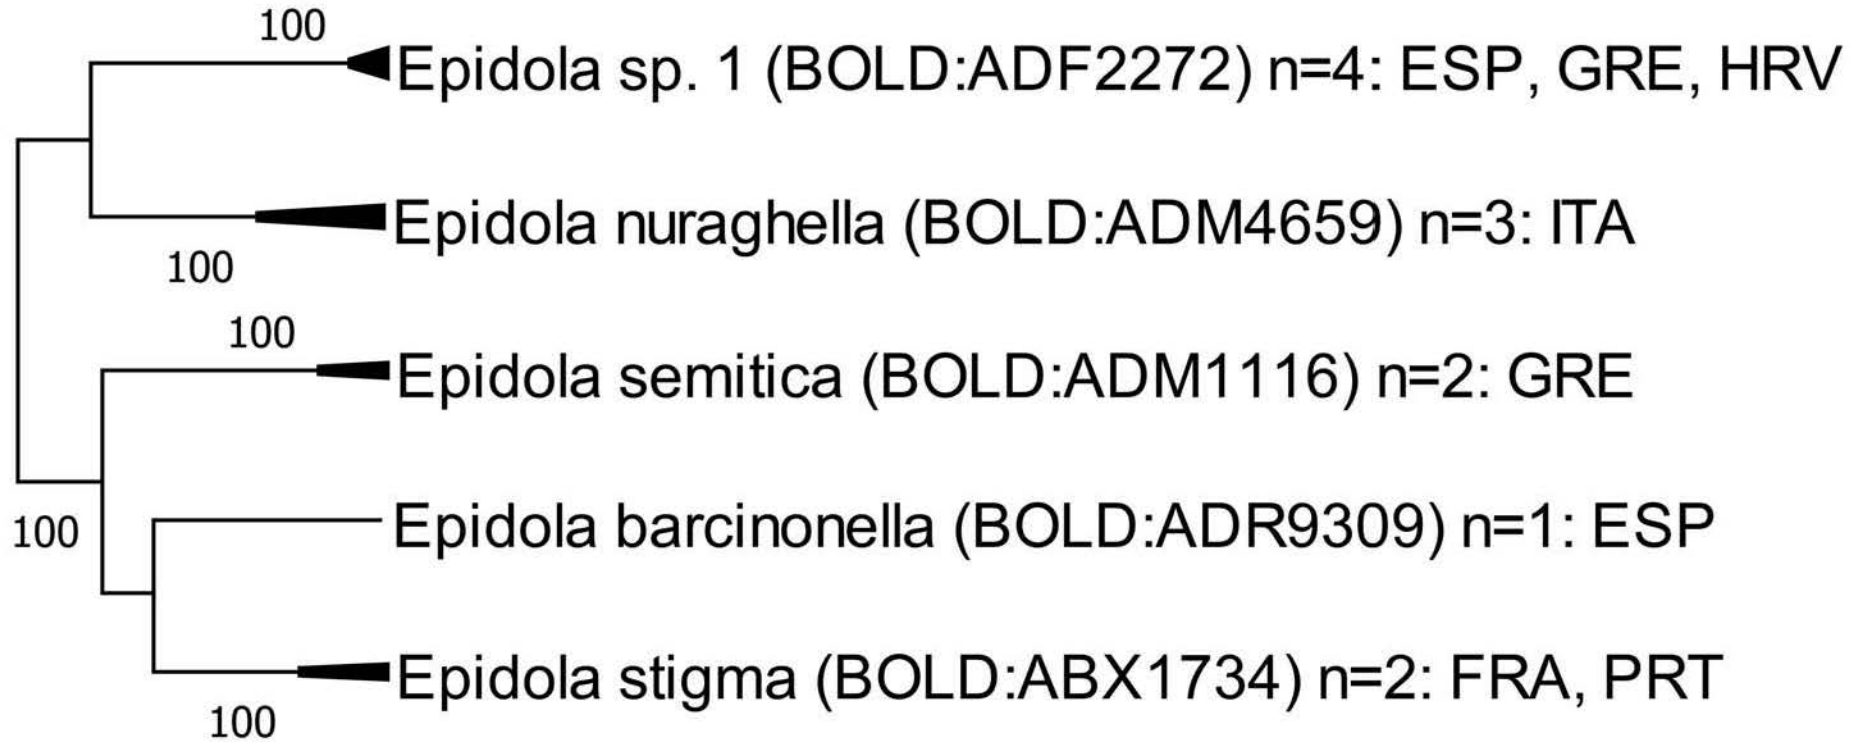 100
Epidola sp. 1 (BOLD:ADF2272) n=4: ESP, GRE, HRV
Epidola nuraghella (BOLD:ADM4659) n=3: ITA
100
100
Epidola semitica (BOLD:ADM1116) n=2: GRE
Epidola barcinonella (BOLD:ADR9309) n=1: ESP
100
Epidola stigma (BOLD:ABX1734) n=2: FRA, PRT
100